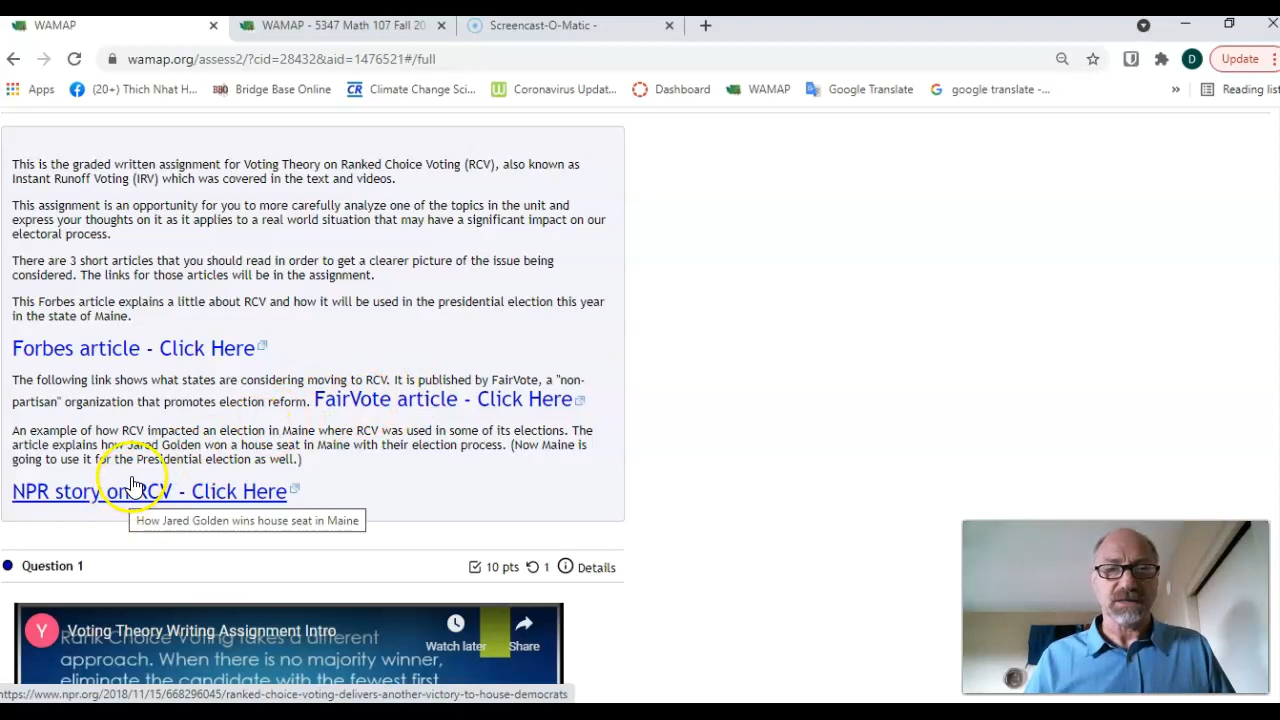 WAMAP
WAMAP - 5347 Math 107 Fall 20
Screencast-O-Matic -
wamap.org/assess2/?cid=28432&aid=1476521#/full
D
Update
Apps
(20+) Thich Nhat H...
BBO
Bridge Base Online
CR
Climate Change Sci...
Coronavirus Updat...
Dashboard
WAMAP
Google Translate
google translate -...
»
Reading list
This is the graded written assignment for Voting Theory on Ranked Choice Voting (RCV), also known as
Instant Runoff Voting (IRV) which was covered in the text and videos.
This assignment is an opportunity for you to more carefully analyze one of the topics in the unit and
express your thoughts on it as it applies to a real world situation that may have a significant impact on our
electoral process.
There are 3 short articles that you should read in order to get a clearer picture of the issue being
considered. The links for those articles will be in the assignment.
This Forbes article explains a little about RCV and how it will be used in the presidential election this year
in the state of Maine.
Forbes article - Click Here
The following link shows what states are considering moving to RCV. It is published by FairVote, a "non-
partisan" organization that promotes election reform. FairVote article - Click Here
An example of how RCV impacted an election in Maine where RCV was used in some of its elections. The
article explains how Jared Golden won a house seat in Maine with their election process. (Now Maine is
going to use it for the Presidential election as well.)
NPR story on RCV - Click Here
How Jared Golden wins house seat in Maine
Question 1
10 pts
1
Details
Y
Voting Theory Writing Assignment Intro
Watch later
Share
Rank Choice Voting takes a different
approach. When there is no majority winner,
eliminate the candidate with the fewest first
https://www.npr.org/2018/11/15/668296045/ranked-choice-voting-delivers-another-victory-to-house-democrats